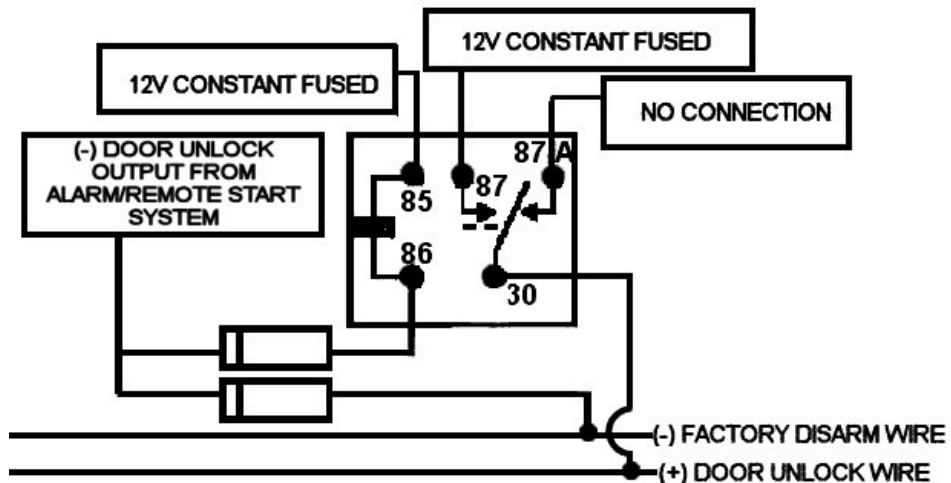 12V CONSTANT FUSED
12V CONSTANT FUSED
NO CONNECTION
(-) DOOR UNLOCK
OUTPUT FROM
ALARM/REMOTE START
SYSTEM
87A
87
85
86
30
(-) FACTORY DISARM WIRE
(+) DOOR UNLOCK WIRE